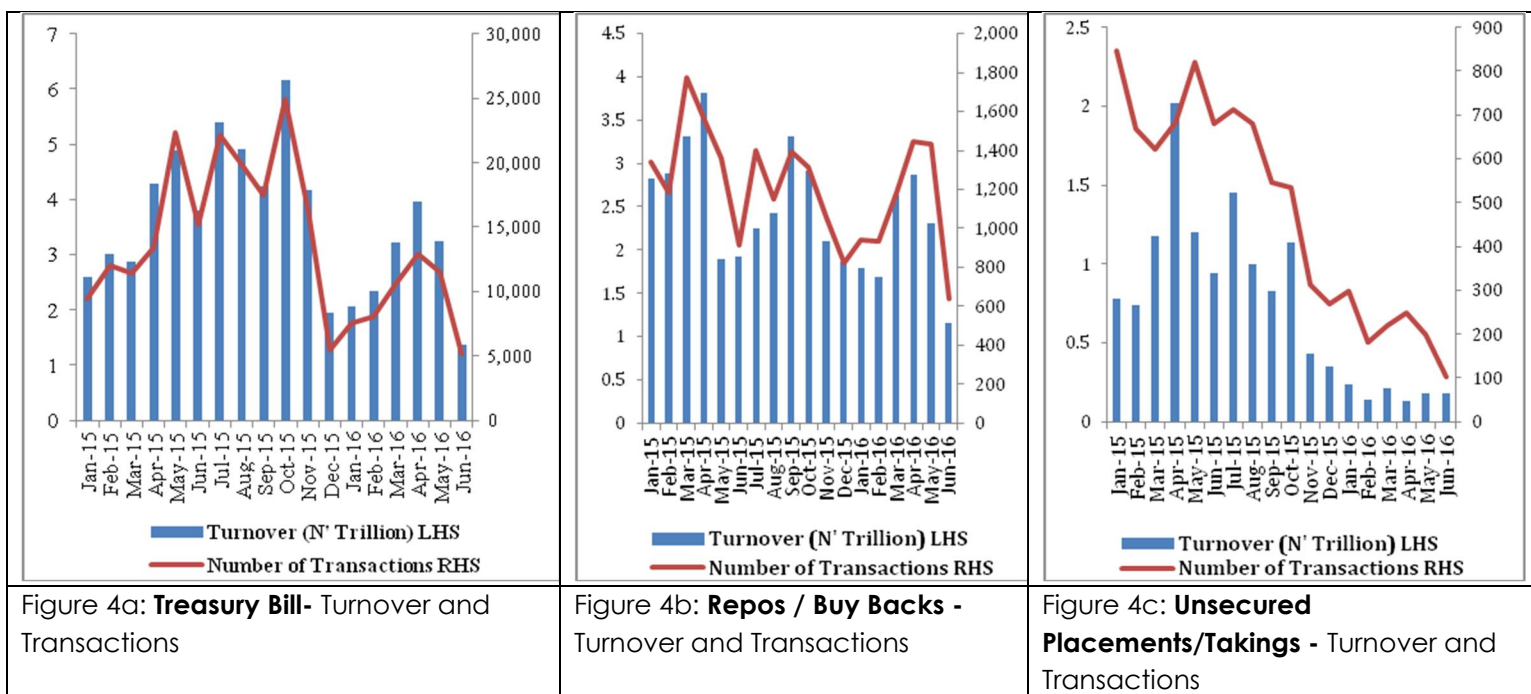 7
6
5
4
3
2
1
0
30,000
25,000
20,000
15,000
10,000
5,000
0
Jan-15
Feb-15
Mar-15
Apr-15
May-15
Jun-15
Jul-15
Aug-15
Sep-15
Oct-15
Nov-15
Dec-15
Jan-16
Feb-16
Mar-16
Apr-16
May-16
Jun-16
Turnover (N' Trillion) LHS
Number of Transactions RHS
Figure 4a: Treasury Bill- Turnover and
Transactions
4.5
4
3.5
3
2.5
2
1.5
1
0.5
0
2,000
1,800
1,600
1,400
1,200
1,000
800
600
400
200
0
Jan-15
Feb-15
Mar-15
Apr-15
May-15
Jun-15
Jul-15
Aug-15
Sep-15
Oct-15
Nov-15
Dec-15
Jan-16
Feb-16
Mar-16
Apr-16
May-16
Jun-16
Turnover (N' Trillion) LHS
Number of Transactions RHS
Figure 4b: Repos / Buy Backs -
Turnover and Transactions
2.5
2
1.5
1
0.5
0
900
800
700
600
500
400
300
200
100
0
Jan-15
Feb-15
Mar-15
Apr-15
May-15
Jun-15
Jul-15
Aug-15
Sep-15
Oct-15
Nov-15
Dec-15
Jan-16
Feb-16
Mar-16
Apr-16
May-16
Jun-16
Turnover (N' Trillion) LHS
Number of Transactions RHS
Figure 4c: Unsecured
Placements/Takings - Turnover and
Transactions